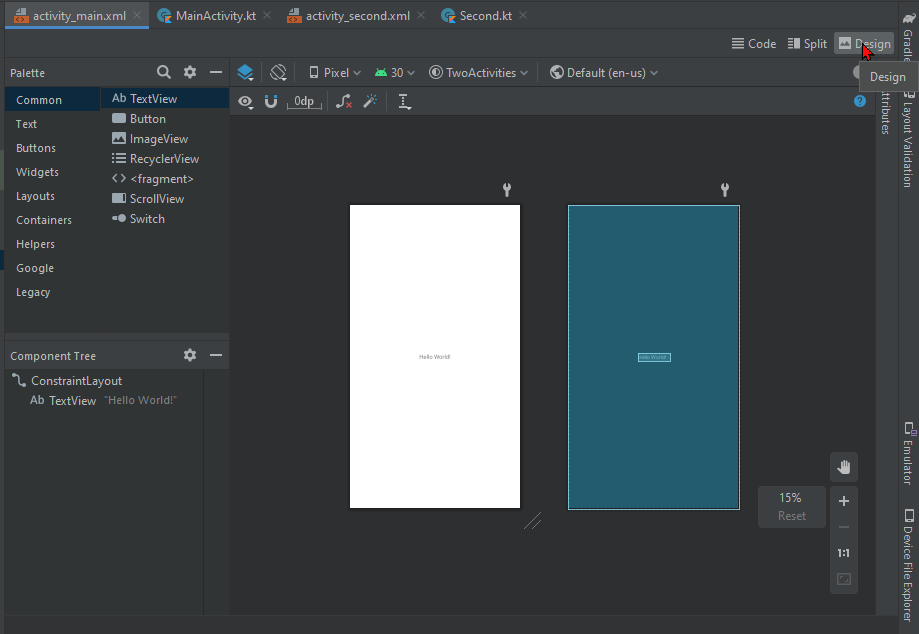 activity_main.xml MainActivity.kt activity_second.xml Second.kt
Code Split Design
Design
Palette
Pixel 30 TwoActivities Default (en-us)
0dp
Common
Text
Buttons
Widgets
Layouts
Containers
Helpers
Google
Legacy
Ab TextView
Button
ImageView
RecyclerView
<fragment>
ScrollView
Switch
Component Tree
ConstraintLayout
Ab TextView "Hello World!"
Hello World!
Hello World!
15%
Reset
1:1
Gradle
Layout Validation
Emulator
Device File Explorer